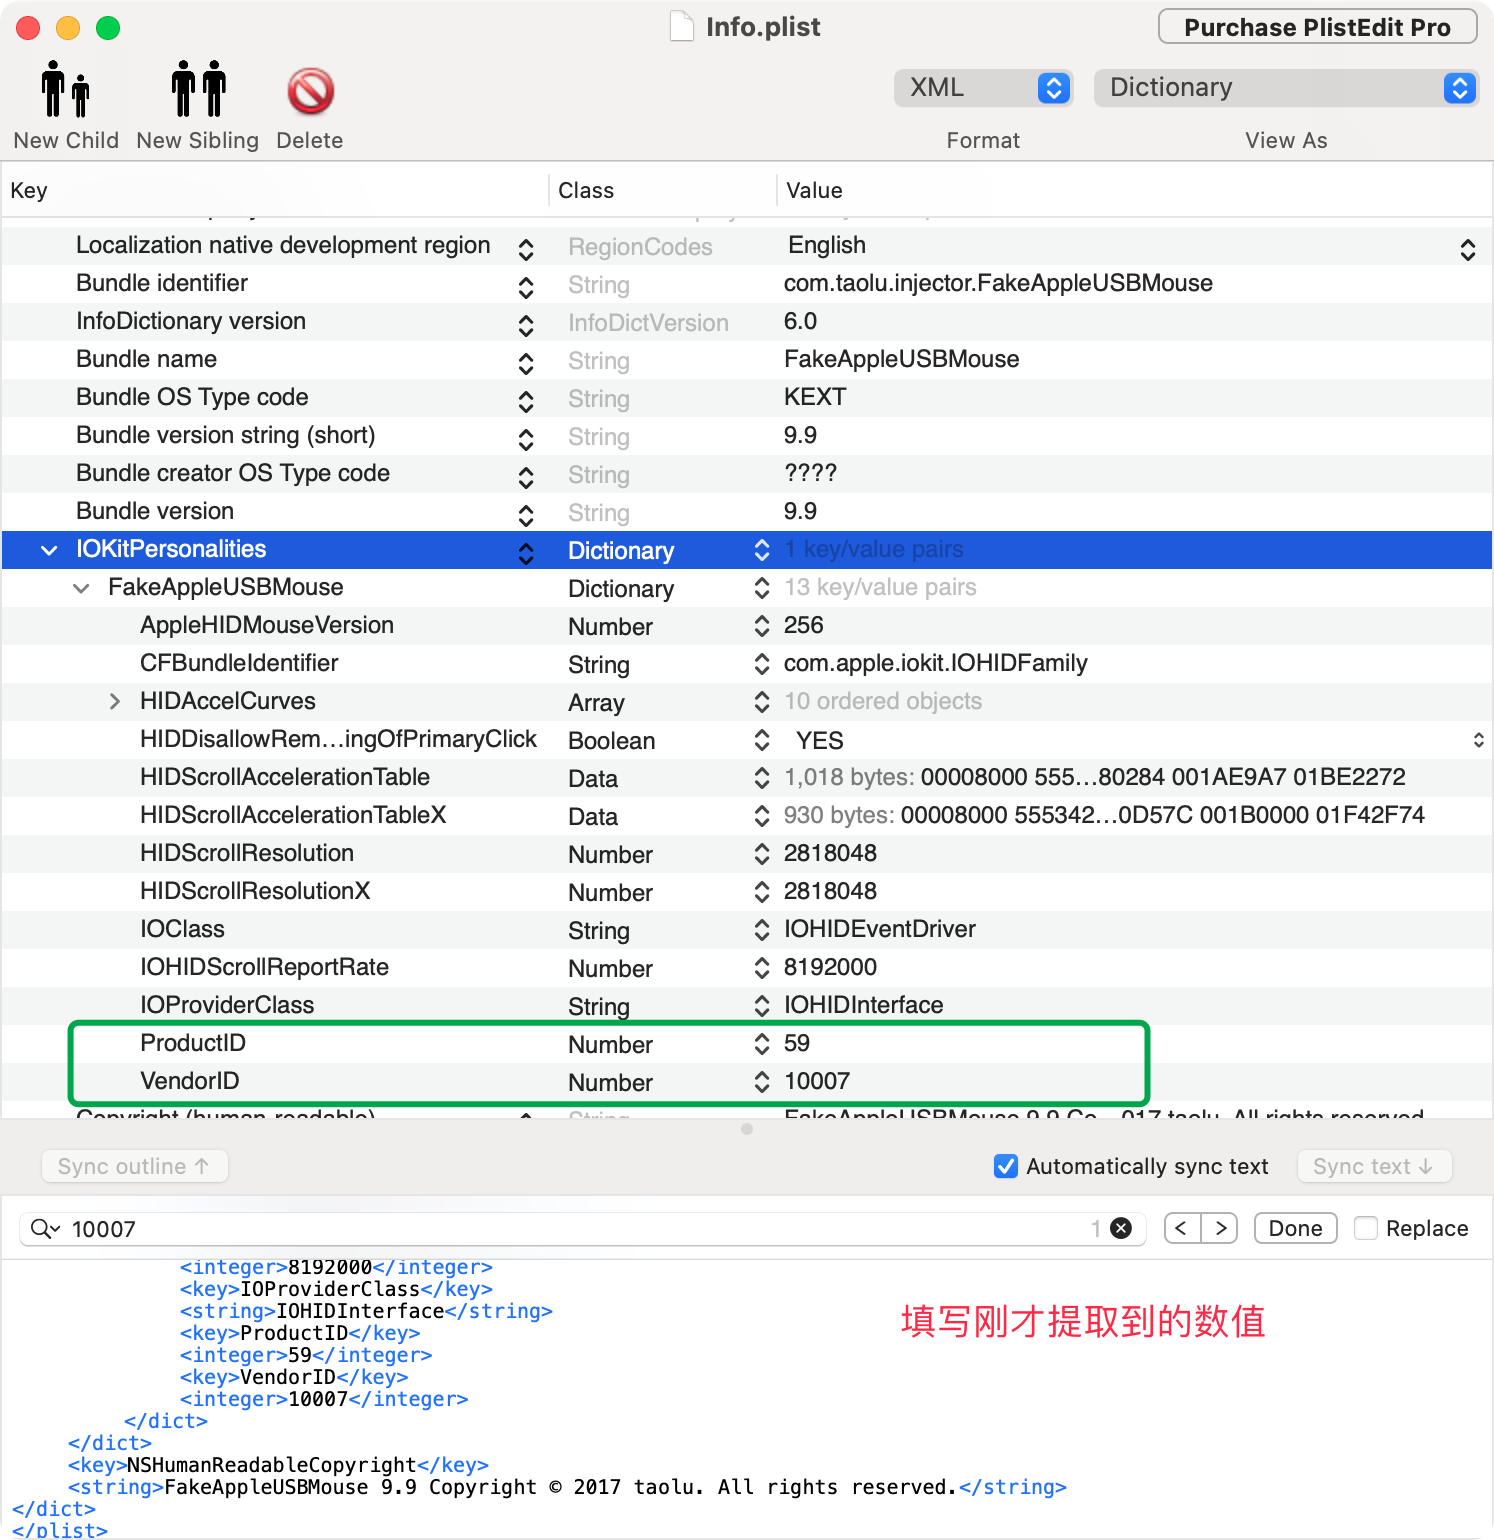 Info.plist
Purchase PlistEdit Pro
New Child New Sibling Delete
XML
Format
Dictionary
View As
Key Class Value
Localization native development region RegionCodes English
Bundle identifier String com.taolu.injector.FakeAppleUSBMouse
InfoDictionary version InfoDictVersion 6.0
Bundle name String FakeAppleUSBMouse
Bundle OS Type code String KEXT
Bundle version string (short) String 9.9
Bundle creator OS Type code String ????
Bundle version String 9.9
IOKitPersonalities Dictionary 1 key/value pairs
FakeAppleUSBMouse Dictionary 13 key/value pairs
AppleHIDMouseVersion Number 256
CFBundleIdentifier String com.apple.iokit.IOHIDFamily
HIDAccelCurves Array 10 ordered objects
HIDDisallowRem…ingOfPrimaryClick Boolean YES
HIDScrollAccelerationTable Data 1,018 bytes: 00008000 555…80284 001AE9A7 01BE2272
HIDScrollAccelerationTableX Data 930 bytes: 00008000 555342…0D57C 001B0000 01F42F74
HIDScrollResolution Number 2818048
HIDScrollResolutionX Number 2818048
IOClass String IOHIDEventDriver
IOHIDScrollReportRate Number 8192000
IOProviderClass String IOHIDInterface
ProductID Number 59
VendorID Number 10007
Copyright (human-readable) String FakeAppleUSBMouse 9.9 Co…017 taolu. All rights reserved.
Sync outline ↑ Automatically sync text Sync text ↓
10007 1 < > Done Replace
<integer>8192000</integer>
<key>IOProviderClass</key>
<string>IOHIDInterface</string>
<key>ProductID</key>
<integer>59</integer>
<key>VendorID</key>
<integer>10007</integer>
</dict>
</dict>
<key>NSHumanReadableCopyright</key>
<string>FakeAppleUSBMouse 9.9 Copyright © 2017 taolu. All rights reserved.</string>
</dict>
</plist>
填写刚才提取到的数值